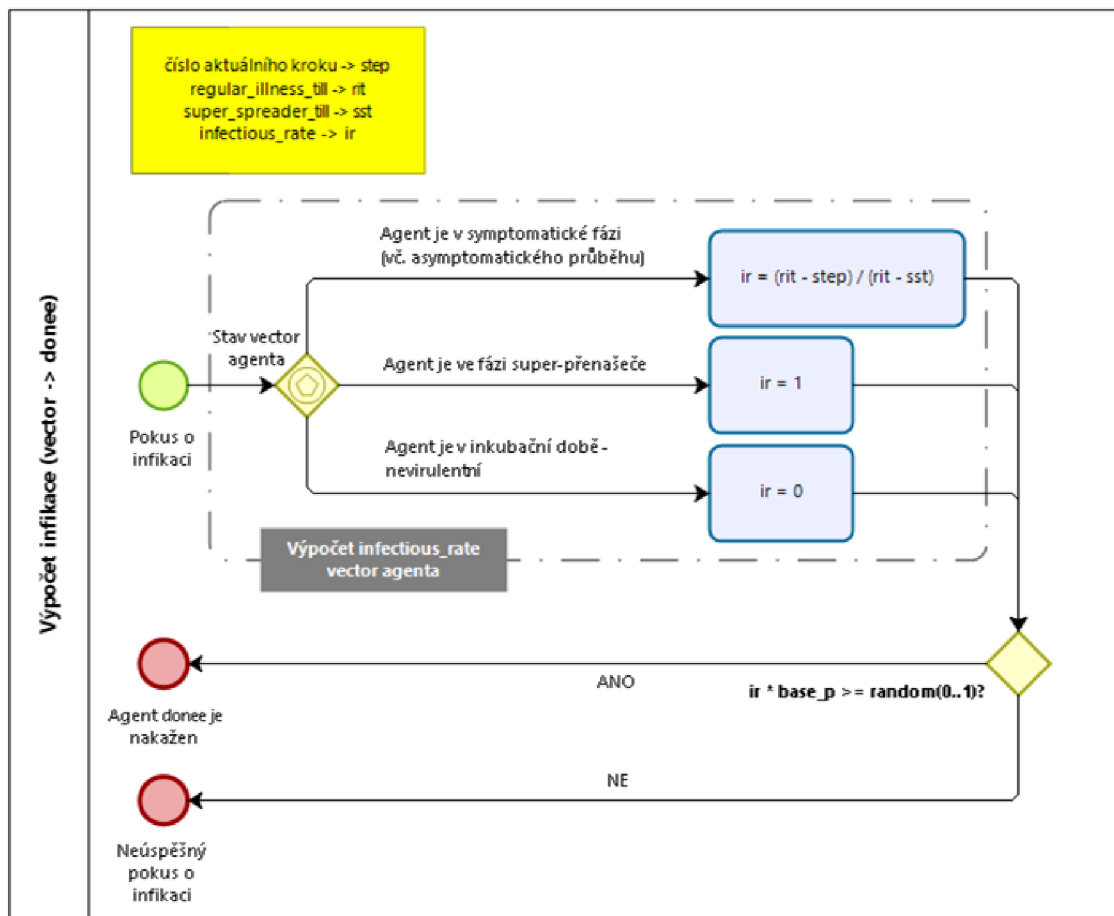 Výpočet infikace (vector -> donee)
číslo aktuálního kroku -> step
regular_illness_till -> rit
super_spreader_till -> sst
infectious_rate -> ir
Agent je v symptomatické fázi
(vč. asymptomatického průběhu)
ir = (rit - step) / (rit - sst)
Stav vector
agenta
Agent je ve fázi super-přenašeče
ir = 1
Pokus o
infikaci
Agent je v inkubační době -
nevirulentní
ir = 0
Výpočet infectious_rate
vector agenta
ANO
ir * base_p >= random(0..1)?
Agent donee je
nakažen
NE
Neúspěšný
pokus o
infikaci